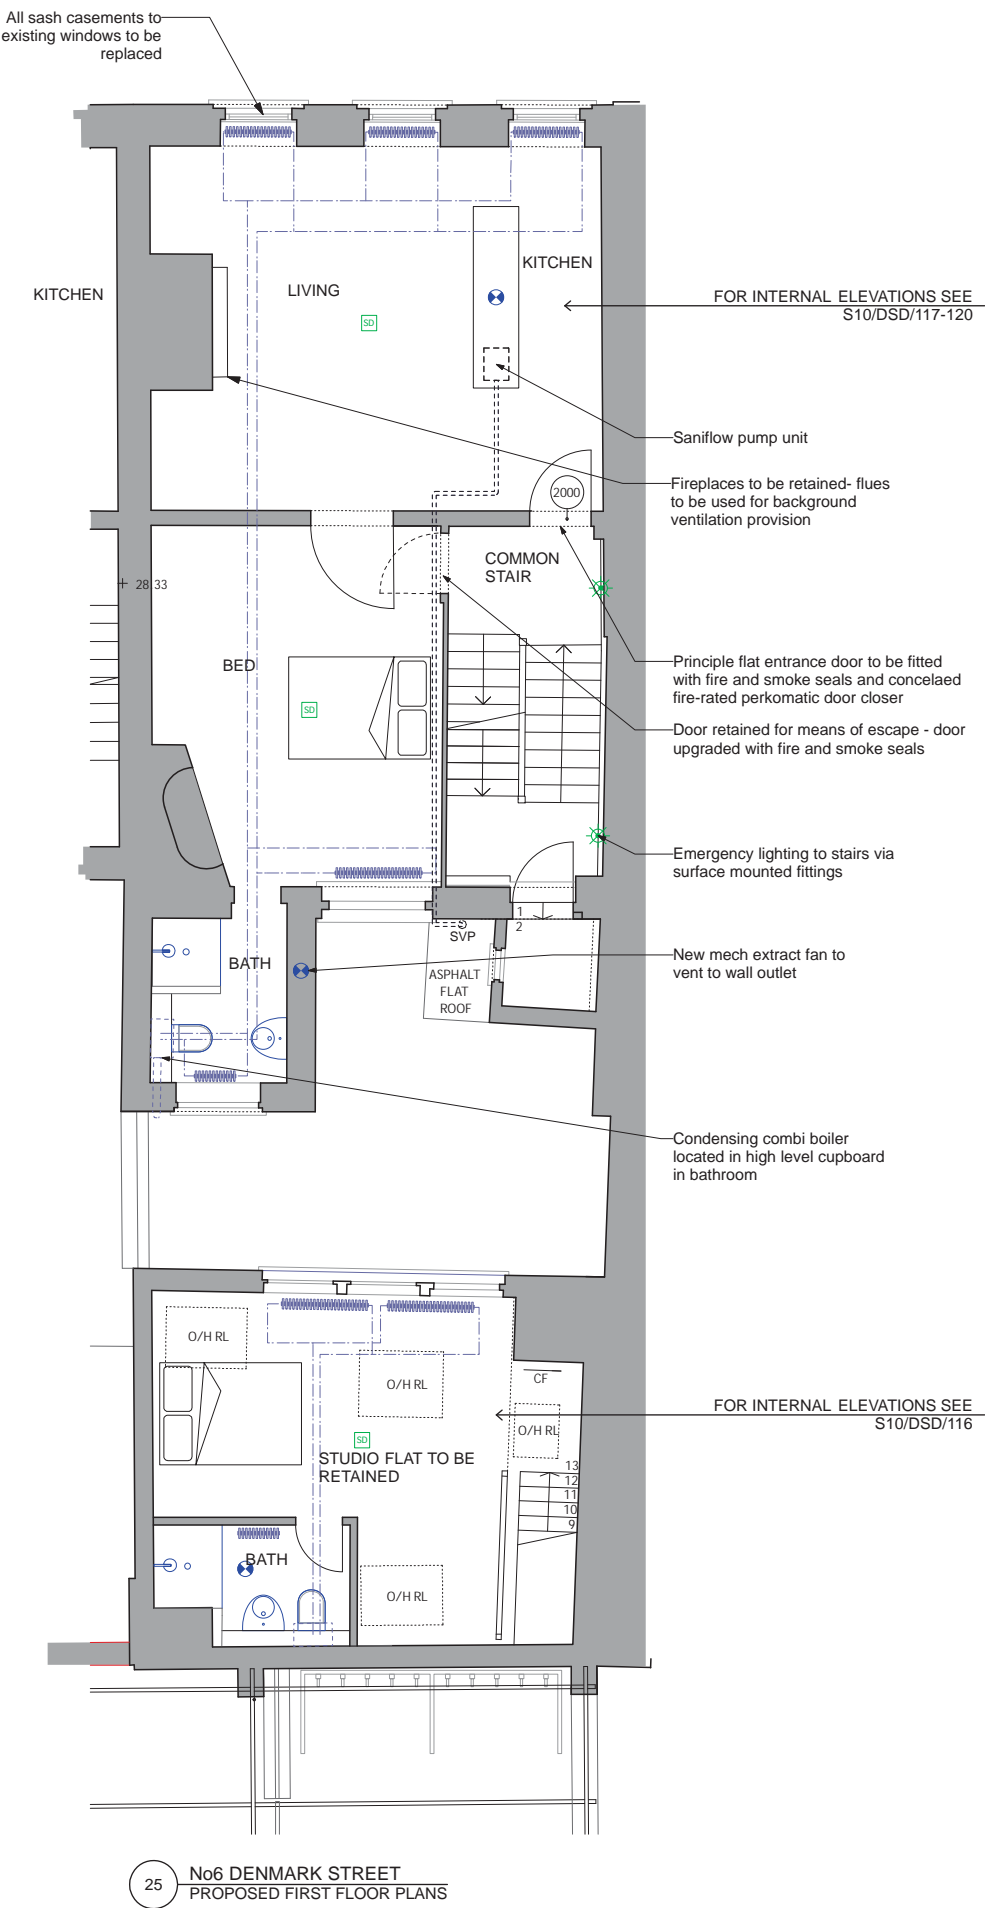 All sash casements to
existing windows to be
replaced
KITCHEN
LIVING
KITCHEN
SD
FOR INTERNAL ELEVATIONS SEE
S10/DSD/117-120
Saniflow pump unit
Fireplaces to be retained- flues
to be used for background
ventilation provision
2000
COMMON
STAIR
28.33
BED
SD
Principle flat entrance door to be fitted
with fire and smoke seals and concelaed
fire-rated perkomatic door closer
Door retained for means of escape - door
upgraded with fire and smoke seals
Emergency lighting to stairs via
surface mounted fittings
1
2
SVP
BATH
ASPHALT
FLAT
ROOF
New mech extract fan to
vent to wall outlet
Condensing combi boiler
located in high level cupboard
in bathroom
O/H RL
O/H RL
CF
O/H RL
FOR INTERNAL ELEVATIONS SEE
S10/DSD/116
SD
STUDIO FLAT TO BE
RETAINED
13
12
11
10
9
BATH
O/H RL
25
No6 DENMARK STREET
PROPOSED FIRST FLOOR PLANS